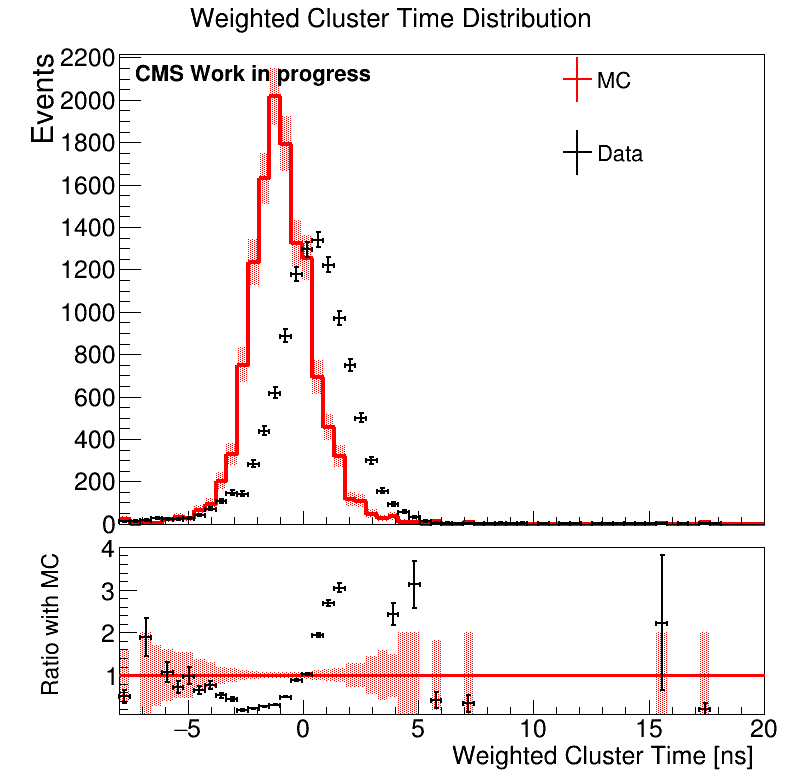 Weighted Cluster Time Distribution
CMS Work in progress
MC
Data
Events
2200
2000
1800
1600
1400
1200
1000
800
600
400
200
0
Ratio with MC
4
3
2
1
−5 0 5 10 15 20
Weighted Cluster Time [ns]